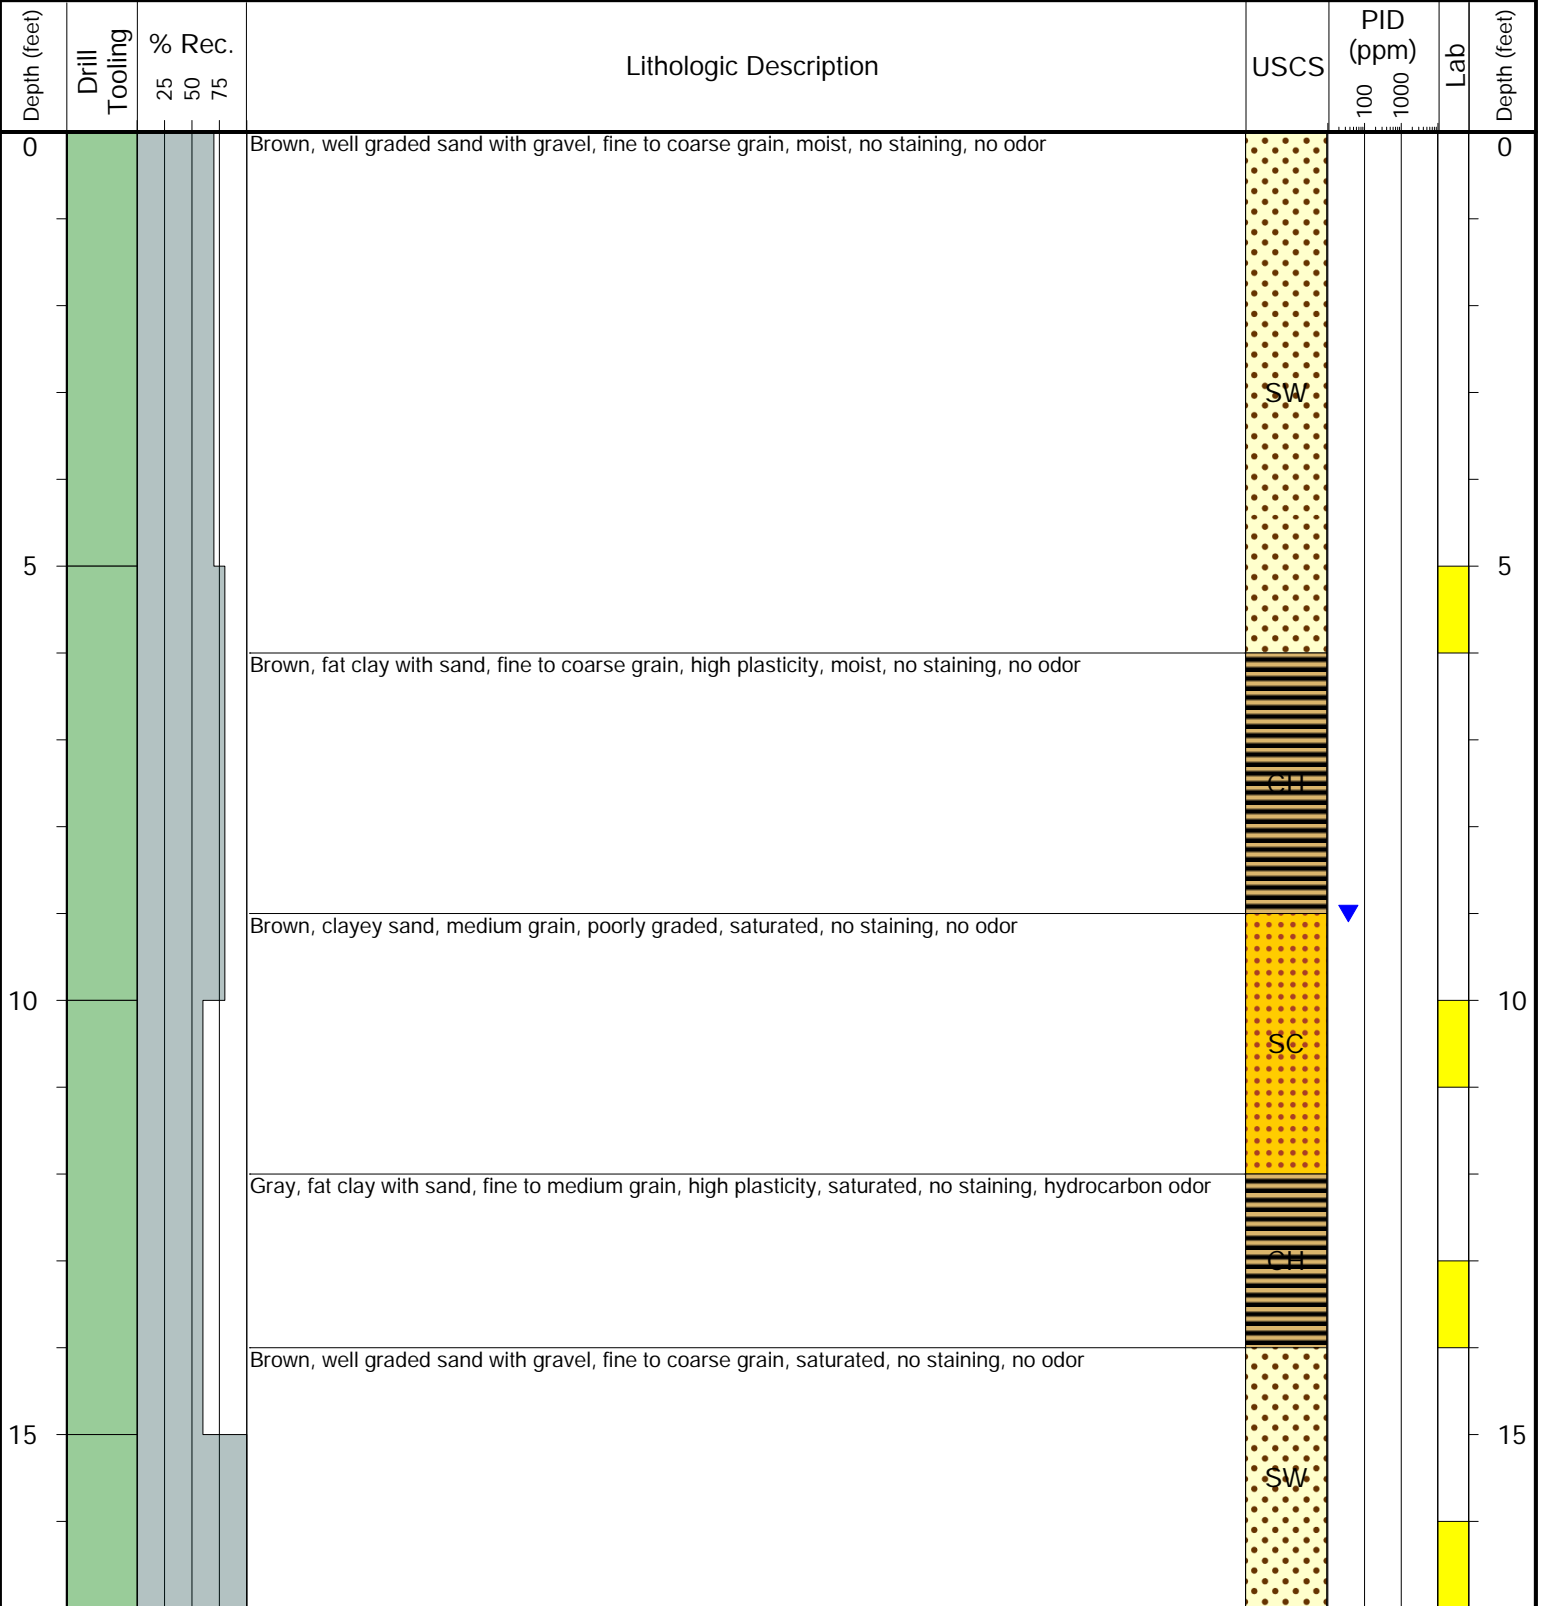 Depth (feet)
Drill
Tooling
% Rec.
25
50
75
Lithologic Description
USCS
PID
(ppm)
100
1000
Lab
Depth (feet)
0
Brown, well graded sand with gravel, fine to coarse grain, moist, no staining, no odor
0
SW
5
5
Brown, fat clay with sand, fine to coarse grain, high plasticity, moist, no staining, no odor
CH
Brown, clayey sand, medium grain, poorly graded, saturated, no staining, no odor
10
10
SC
Gray, fat clay with sand, fine to medium grain, high plasticity, saturated, no staining, hydrocarbon odor
CH
Brown, well graded sand with gravel, fine to coarse grain, saturated, no staining, no odor
15
15
SW